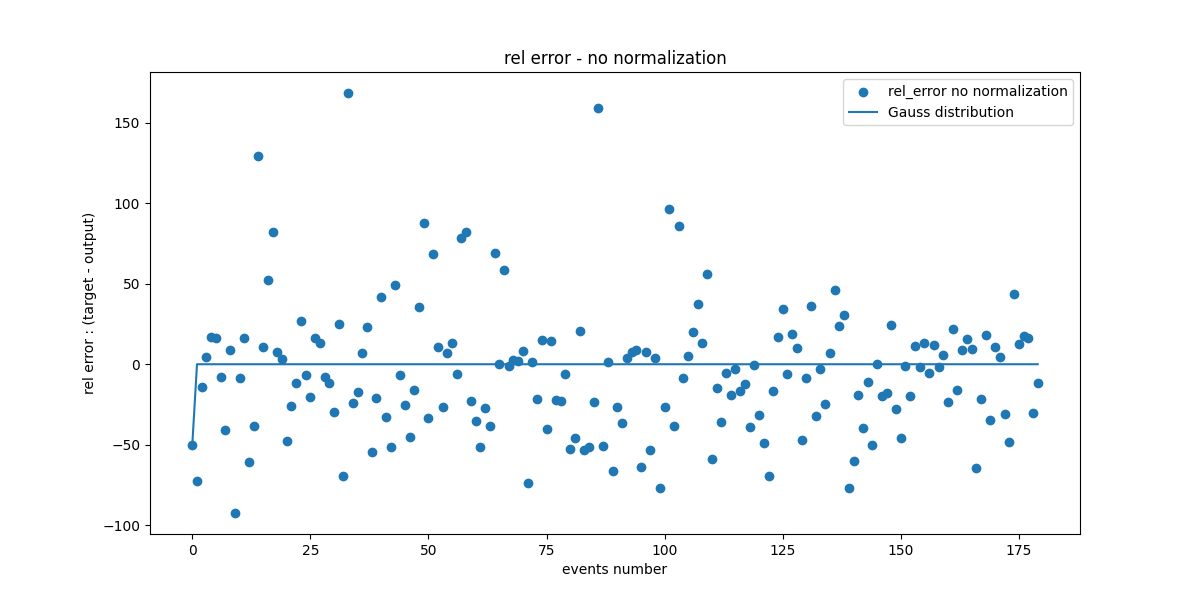 rel error - no normalization
rel_error no normalization
Gauss distribution
rel error : (target - output)
150
100
50
0
−50
−100
0
25
50
75
100
125
150
175
events number